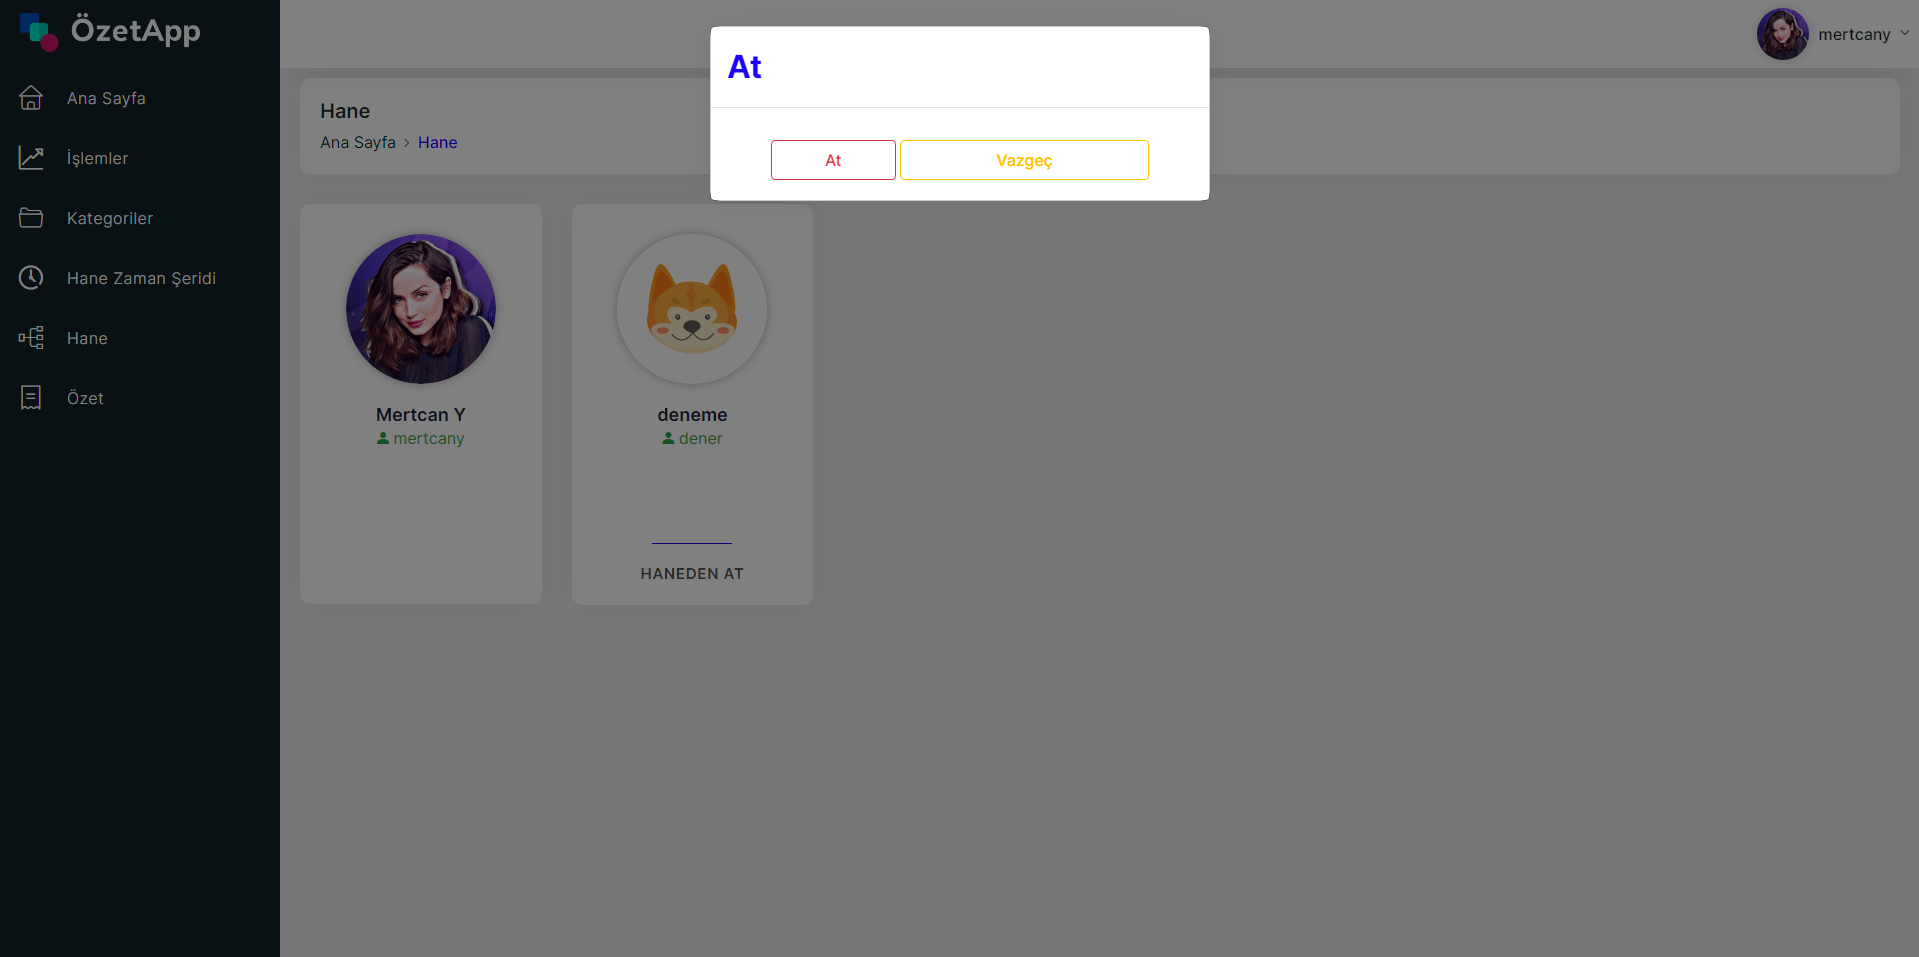 ÖzetApp
Ana Sayfa
İşlemler
Kategoriler
Hane Zaman Şeridi
Hane
Özet
mertcany
Hane
Ana Sayfa > Hane
At
At
Vazgeç
Mertcan Y
mertcany
deneme
dener
HANEDEN AT